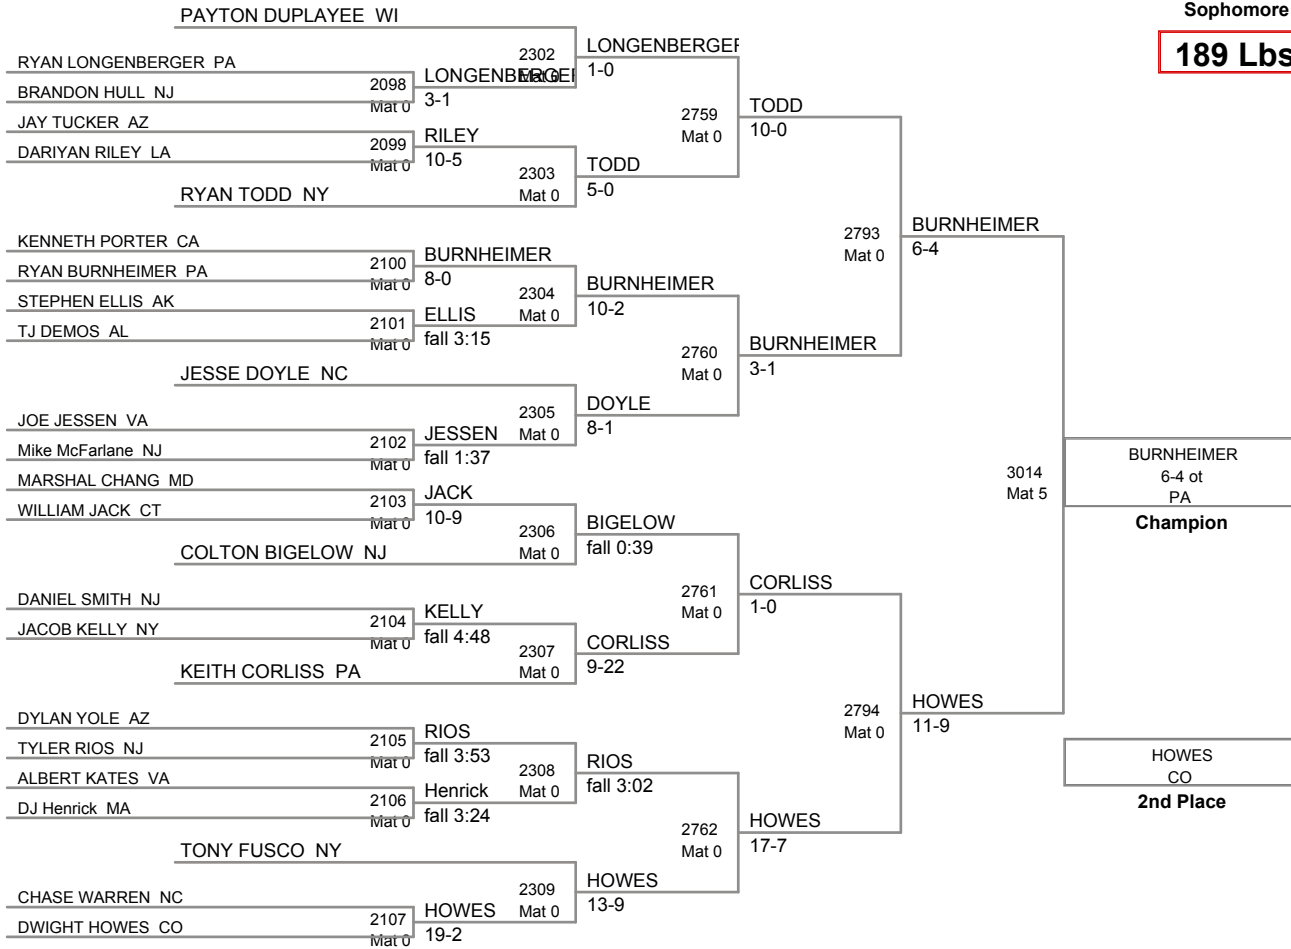 Sophomore
189 Lbs
PAYTON DUPLAYEE WI
RYAN LONGENBERGER PA
BRANDON HULL NJ
2098
Mat 0
LONGENBERGER
3-1
2302
Mat 0
LONGENBERGER
1-0
JAY TUCKER AZ
DARIYAN RILEY LA
2099
Mat 0
RILEY
10-5
RYAN TODD NY
2303
Mat 0
TODD
5-0
2759
Mat 0
TODD
10-0
KENNETH PORTER CA
RYAN BURNHEIMER PA
2100
Mat 0
BURNHEIMER
8-0
STEPHEN ELLIS AK
TJ DEMOS AL
2101
Mat 0
ELLIS
fall 3:15
2304
Mat 0
BURNHEIMER
10-2
JESSE DOYLE NC
JOE JESSEN VA
Mike McFarlane NJ
2102
Mat 0
JESSEN
fall 1:37
2305
Mat 0
DOYLE
8-1
2760
Mat 0
BURNHEIMER
3-1
2793
Mat 0
BURNHEIMER
6-4
MARSHAL CHANG MD
WILLIAM JACK CT
2103
Mat 0
JACK
10-9
COLTON BIGELOW NJ
2306
Mat 0
BIGELOW
fall 0:39
DANIEL SMITH NJ
JACOB KELLY NY
2104
Mat 0
KELLY
fall 4:48
KEITH CORLISS PA
2307
Mat 0
CORLISS
9-22
2761
Mat 0
CORLISS
1-0
DYLAN YOLE AZ
TYLER RIOS NJ
2105
Mat 0
RIOS
fall 3:53
ALBERT KATES VA
DJ Henrick MA
2106
Mat 0
Henrick
fall 3:24
2308
Mat 0
RIOS
fall 3:02
TONY FUSCO NY
CHASE WARREN NC
DWIGHT HOWES CO
2107
Mat 0
HOWES
19-2
2309
Mat 0
HOWES
13-9
2762
Mat 0
HOWES
17-7
2794
Mat 0
HOWES
11-9
3014
Mat 5
BURNHEIMER
6-4 ot
PA
Champion
HOWES
CO
2nd Place